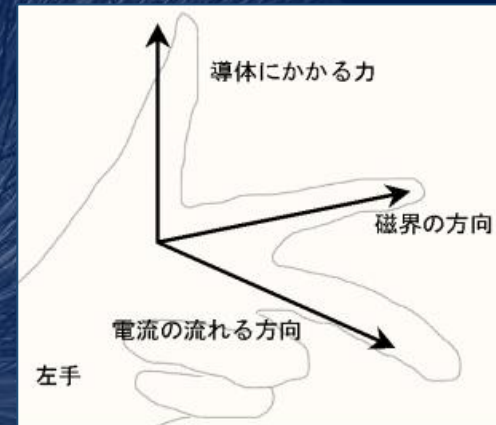 導体にかかる力
磁界の方向
電流の流れる方向
左手